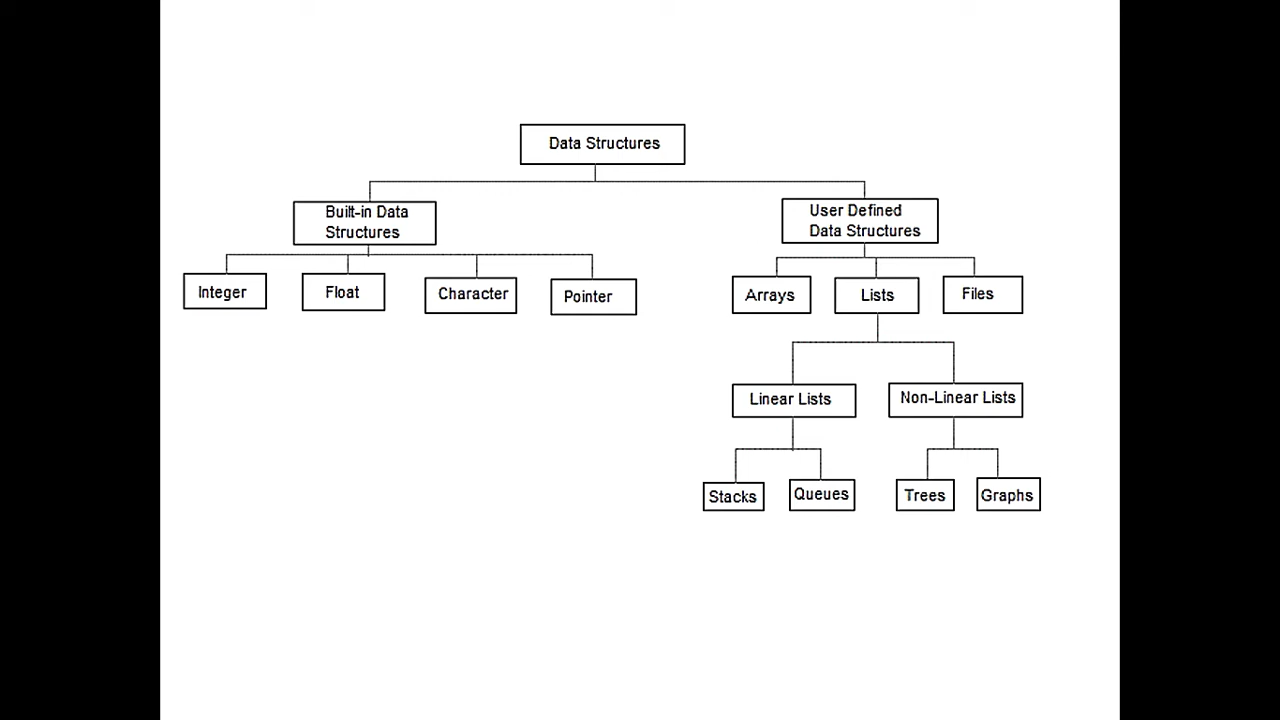 Data Structures
Built-in Data
Structures
User Defined
Data Structures
Integer
Float
Character
Pointer
Arrays
Lists
Files
Linear Lists
Non-Linear Lists
Stacks
Queues
Trees
Graphs